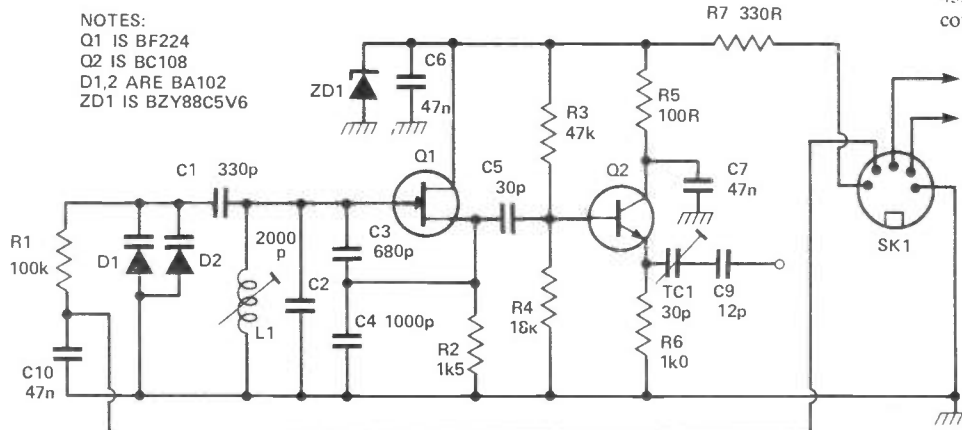 NOTES:
Q1 IS BF224
Q2 IS BC108
D1,2 ARE BA102
ZD1 IS BZY88C5V6
R7 330R
ZD1
C6
47n
R3
47k
R5
100R
C1 330p
Q1
C5
30p
Q2
C7
47n
SK1
R1
100k
D1
D2
2000
p
L1
C2
C3
680p
C4 1000p
R2
1k5
R4
18k
TC1
30p
C9
12p
R6
1k0
C10
47n